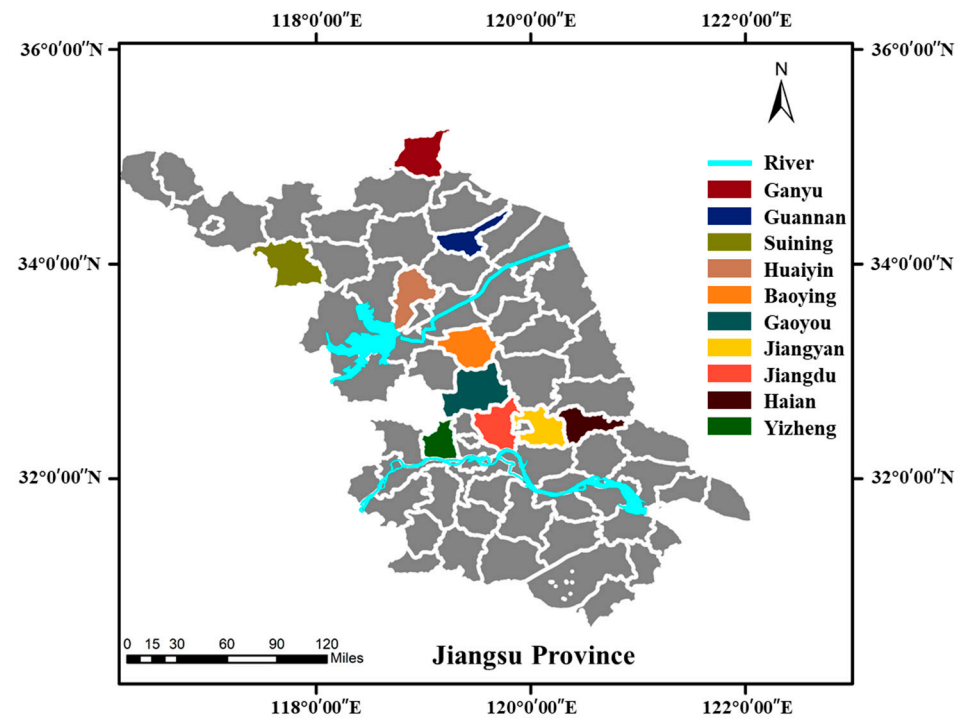 118°0′00″E 120°0′00″E 122°0′00″E
36°0′00″N 36°0′00″N
N
River
Ganyu
Guannan
Suining
34°0′00″N 34°0′00″N
Huaiyin
Baoying
Gaoyou
Jiangyan
Jiangdu
Haian
Yizheng
32°0′00″N 32°0′00″N
0 15 30 60 90 120
Miles
Jiangsu Province
118°0′00″E 120°0′00″E 122°0′00″E